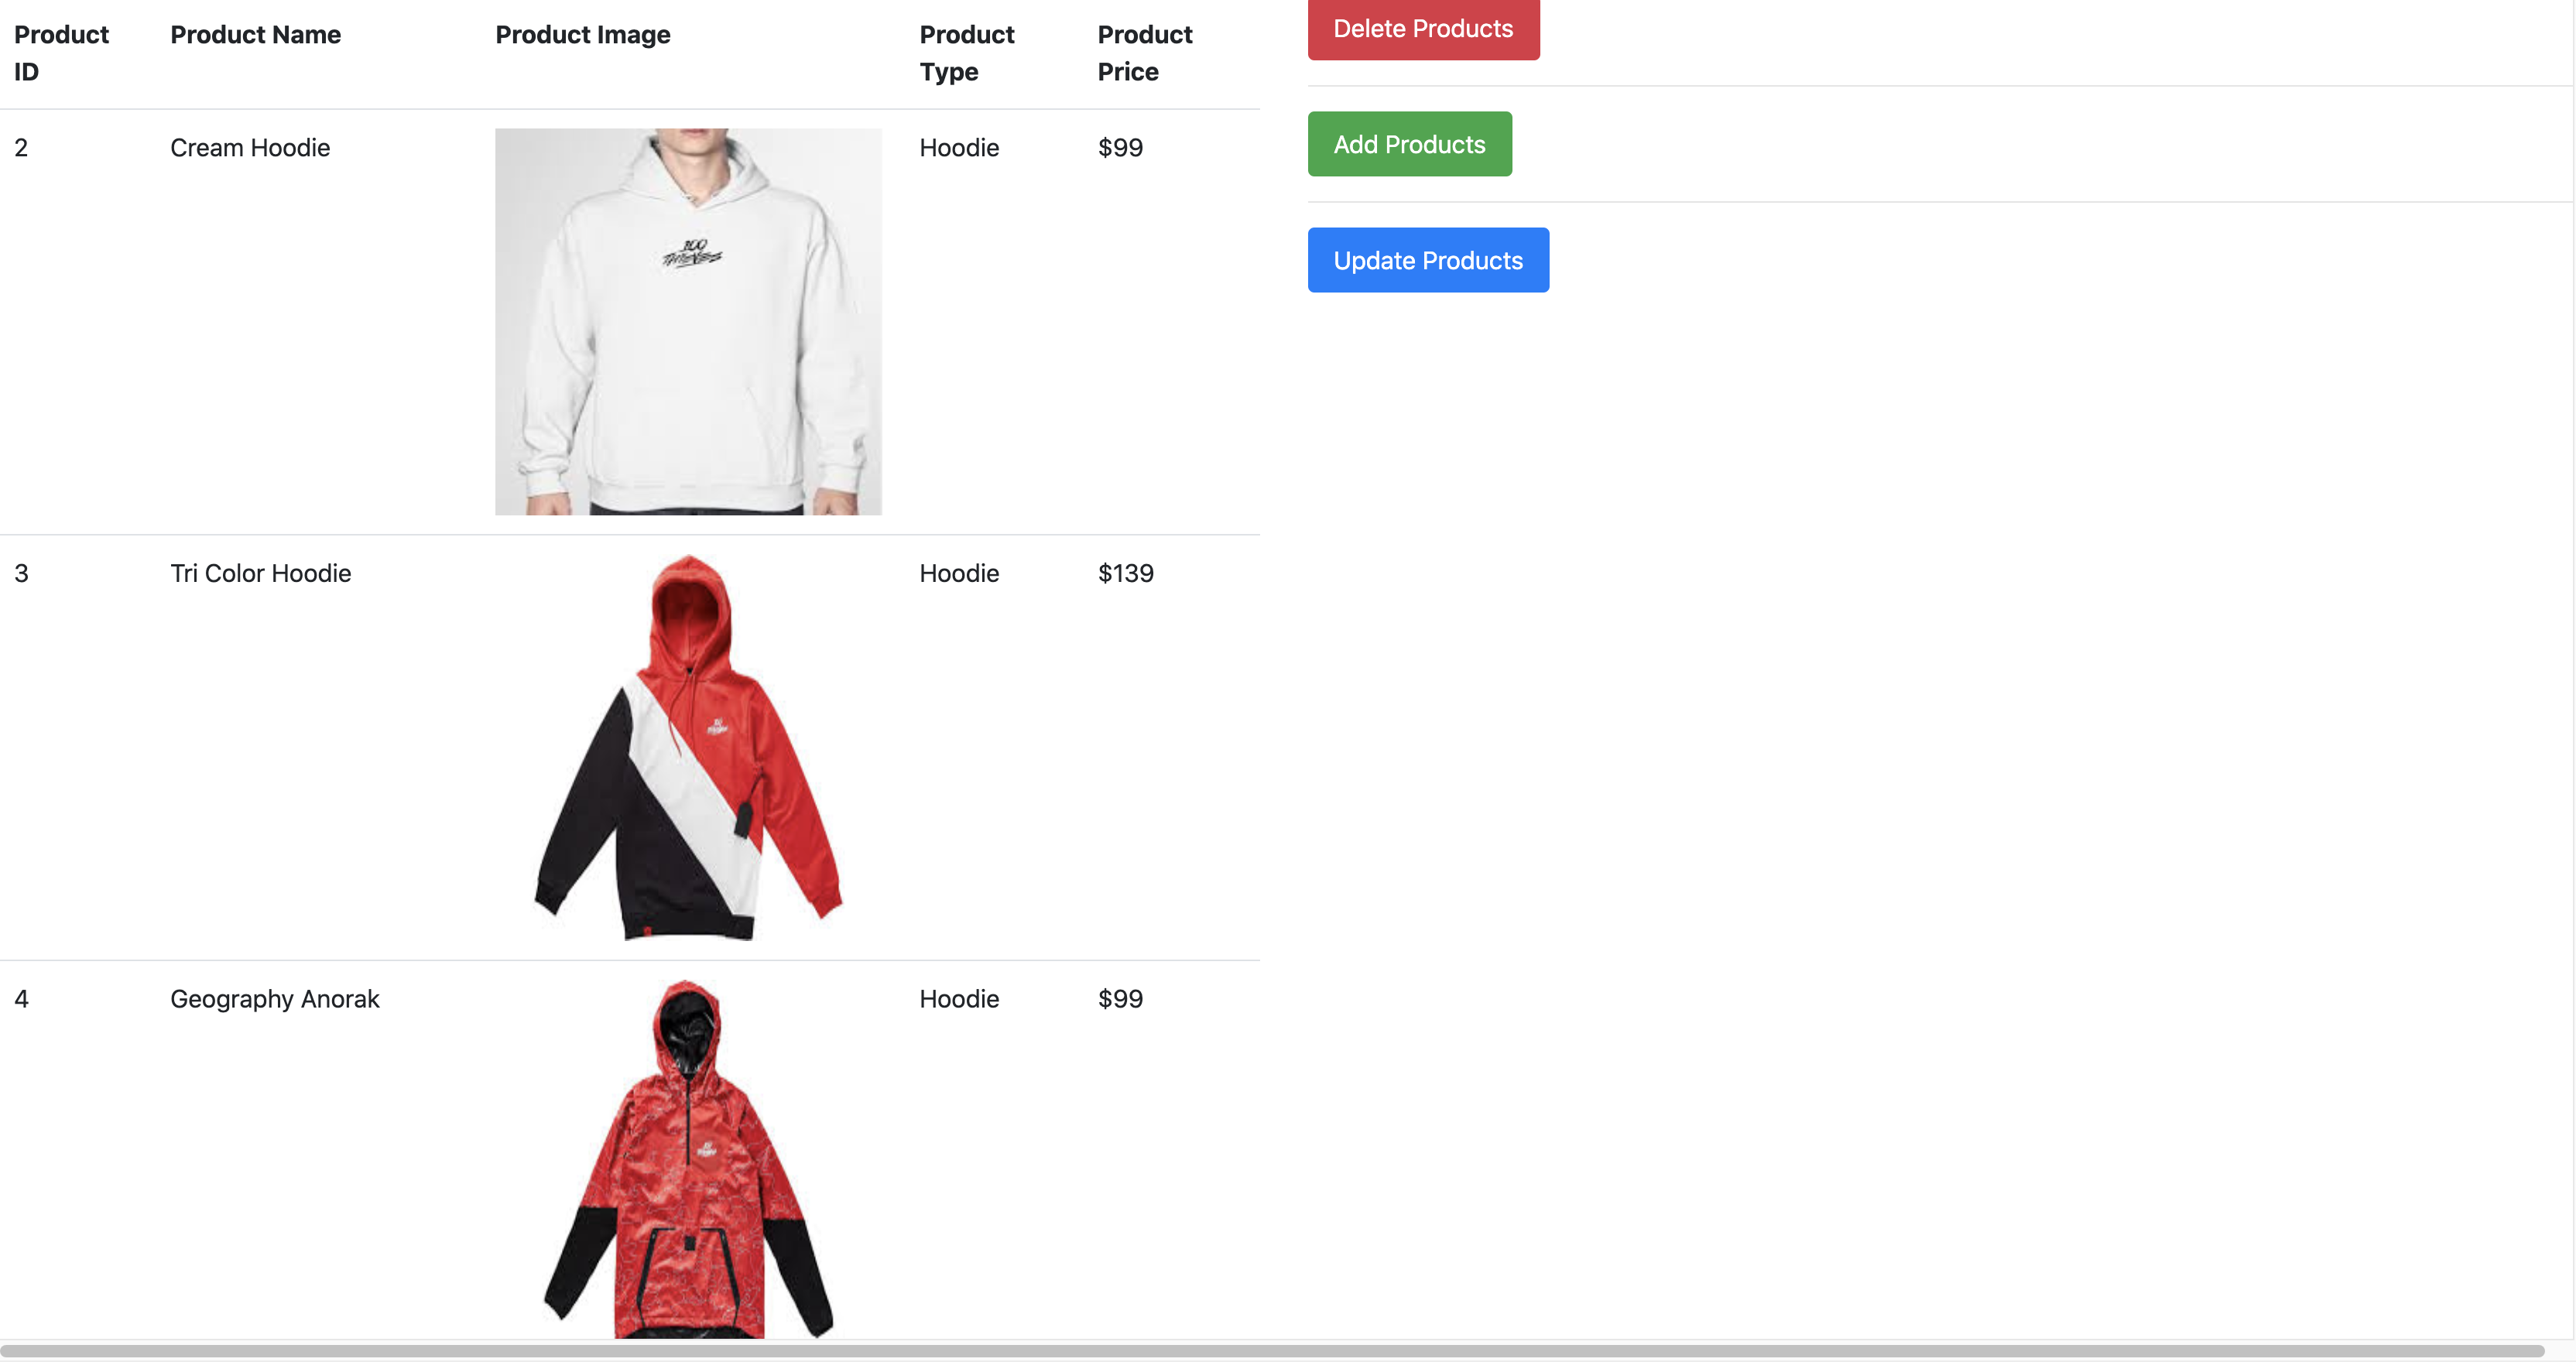 Product ID
Product Name
Product Image
Product Type
Product Price
2
Cream Hoodie
100
THIEVES
Hoodie
$99
3
Tri Color Hoodie
Hoodie
$139
4
Geography Anorak
Hoodie
$99
Delete Products
Add Products
Update Products